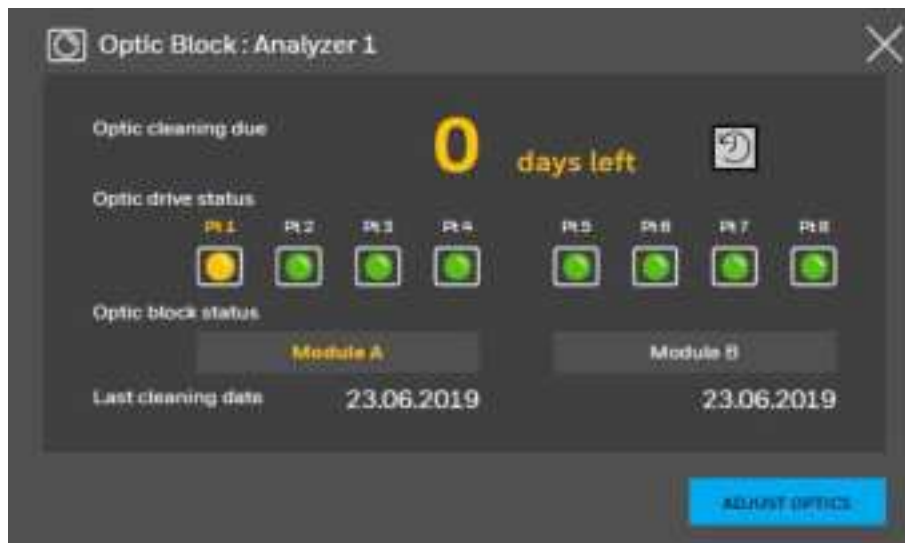 Optic Block : Analyzer 1
Optic cleaning due
0 days left
Optic drive status
Pt 1 Pt 2 Pt 3 Pt 4 Pt 5 Pt 6 Pt 7 Pt 8
Optic block status
Module A Module B
Last cleaning date 23.06.2019 23.06.2019
ADJUST OPTICS